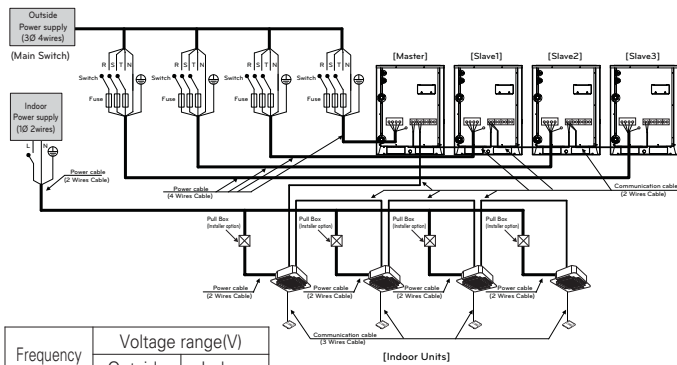 Outside
Power supply
(3Ø 4wires)
(Main Switch)
R S T N
R S T N
R S T N
R S T N
Switch
Switch
Switch
Switch
Fuse
Fuse
Fuse
Fuse
[Master]
[Slave1]
[Slave2]
[Slave3]
Indoor
Power supply
(1Ø 2wires)
L N
Power cable
(2 Wires Cable)
Power cable
(4 Wires Cable)
Communication cable
(2 Wires Cable)
Pull Box
(Installer option)
Pull Box
(Installer option)
Pull Box
(Installer option)
Pull Box
(Installer option)
Power cable
(2 Wires Cable)
Power cable
(2 Wires Cable)
Power cable
(2 Wires Cable)
Power cable
(2 Wires Cable)
Communication cable
(3 Wires Cable)
[Indoor Units]
Frequency
Voltage range(V)